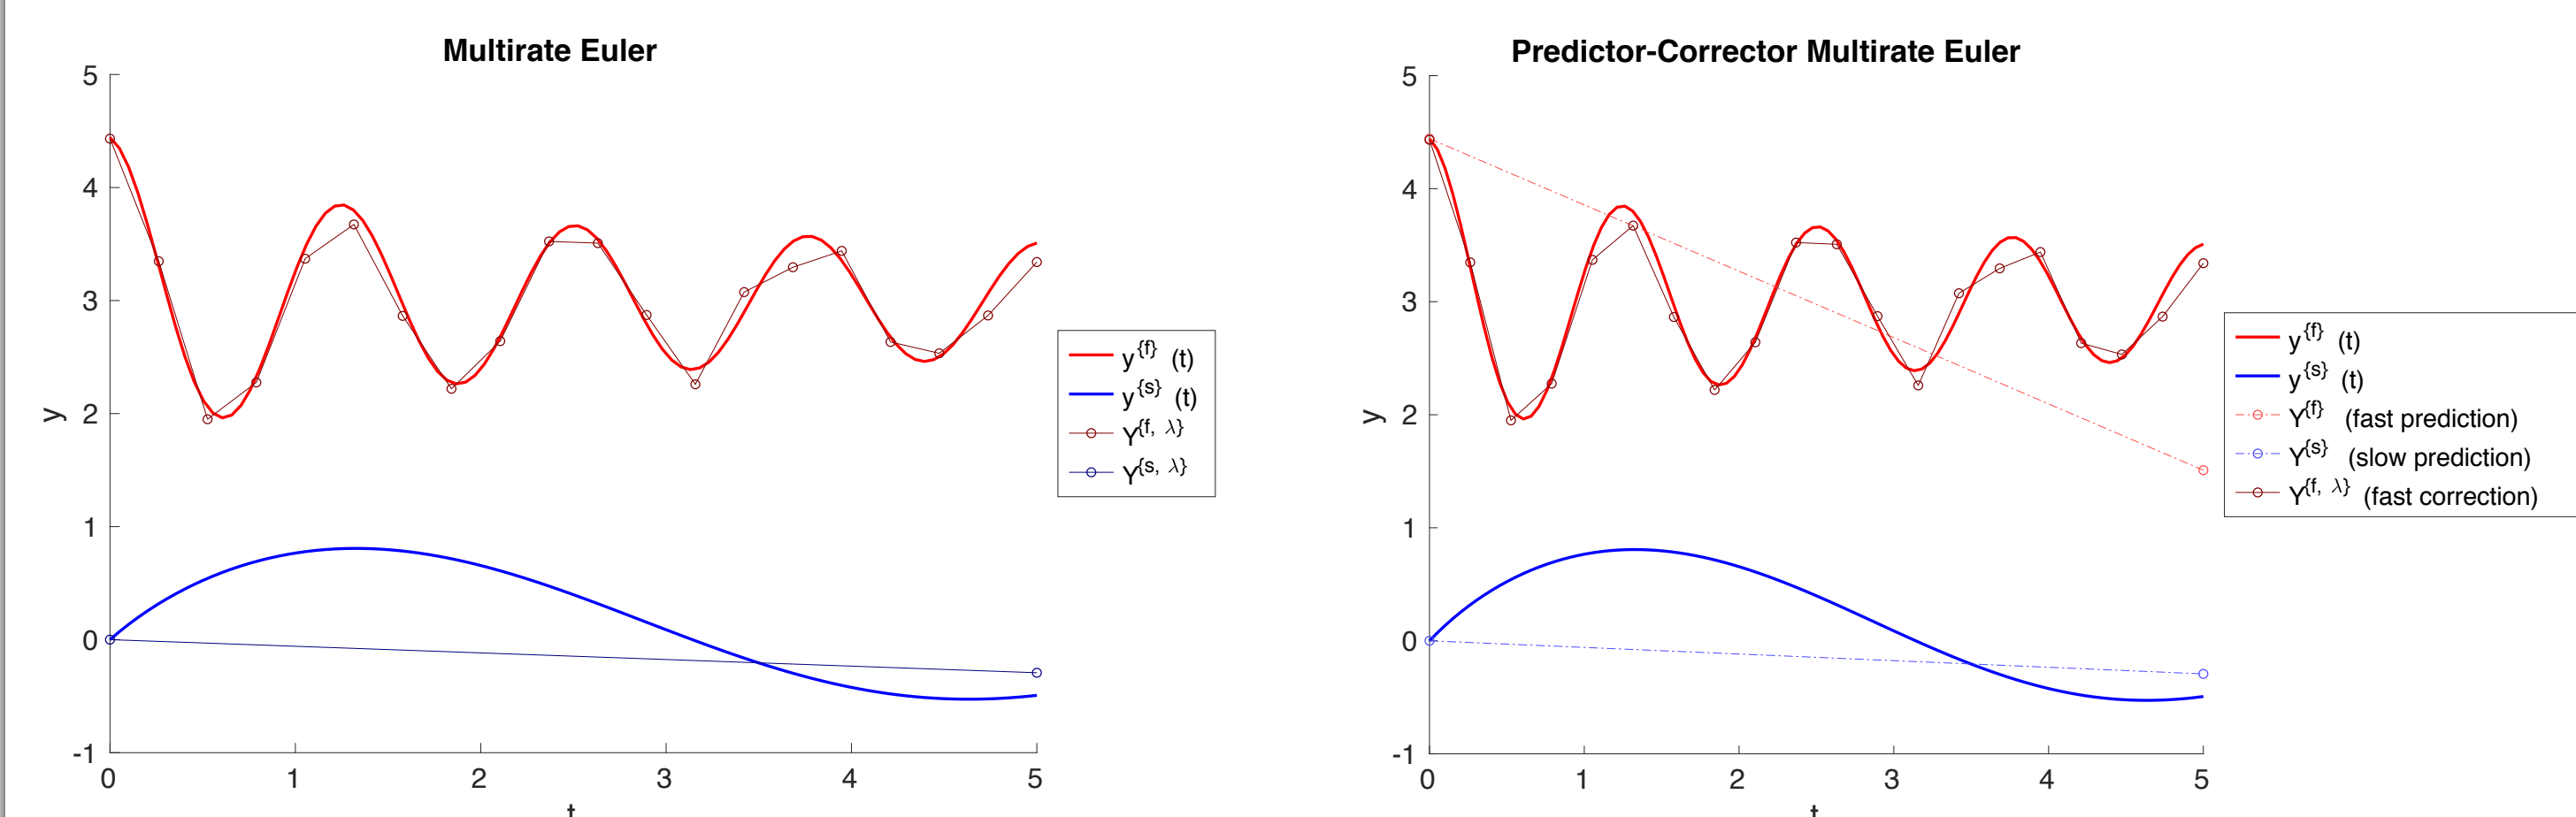 Multirate Euler
5
4
3
2
1
0
-1
y
0 1 2 3 4 5
t
y{f} (t)
y{s} (t)
Y{f, λ}
Y{s, λ}
Predictor-Corrector Multirate Euler
5
4
3
2
1
0
-1
y
0 1 2 3 4 5
t
y{f} (t)
y{s} (t)
Y{f} (fast prediction)
Y{s} (slow prediction)
Y{f, λ} (fast correction)